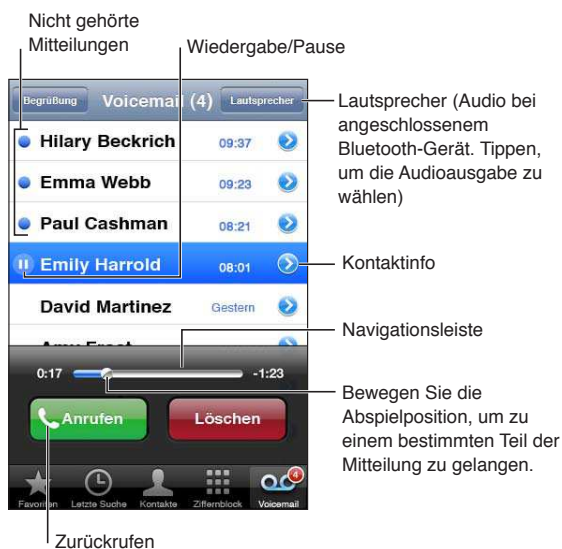 Nicht gehörte
Mitteilungen
Wiedergabe/Pause
Begrüßung
Voicemail (4)
Lautsprecher
Lautsprecher (Audio bei
angeschlossenem
Bluetooth-Gerät. Tippen,
um die Audioausgabe zu
wählen)
Hilary Beckrich 09:37
Emma Webb 09:23
Paul Cashman 08:21
Emily Harrold 08:01
Kontaktinfo
David Martinez Gestern
Navigationsleiste
0:17 -1:23
Bewegen Sie die
Abspielposition, um zu
einem bestimmten Teil der
Mitteilung zu gelangen.
Anrufen
Löschen
4
Favoriten Letzte Suche Kontakte Ziffernblock Voicemail
Zurückrufen